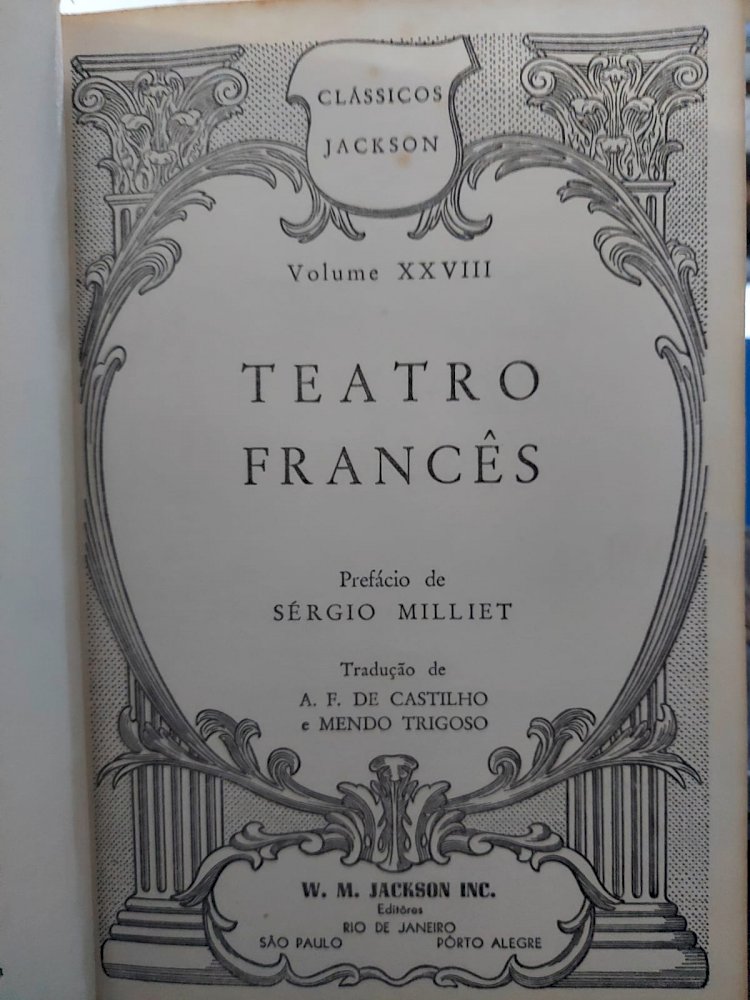 CLÁSSICOS
JACKSON
Volume XXVIII
TEATRO
FRANCÊS
Prefácio de
SÉRGIO MILLIET
Tradução de
A. F. DE CASTILHO
e MENDO TRIGOSO
W. M. JACKSON INC.
Editôres
RIO DE JANEIRO
SÃO PAULO PÔRTO ALEGRE